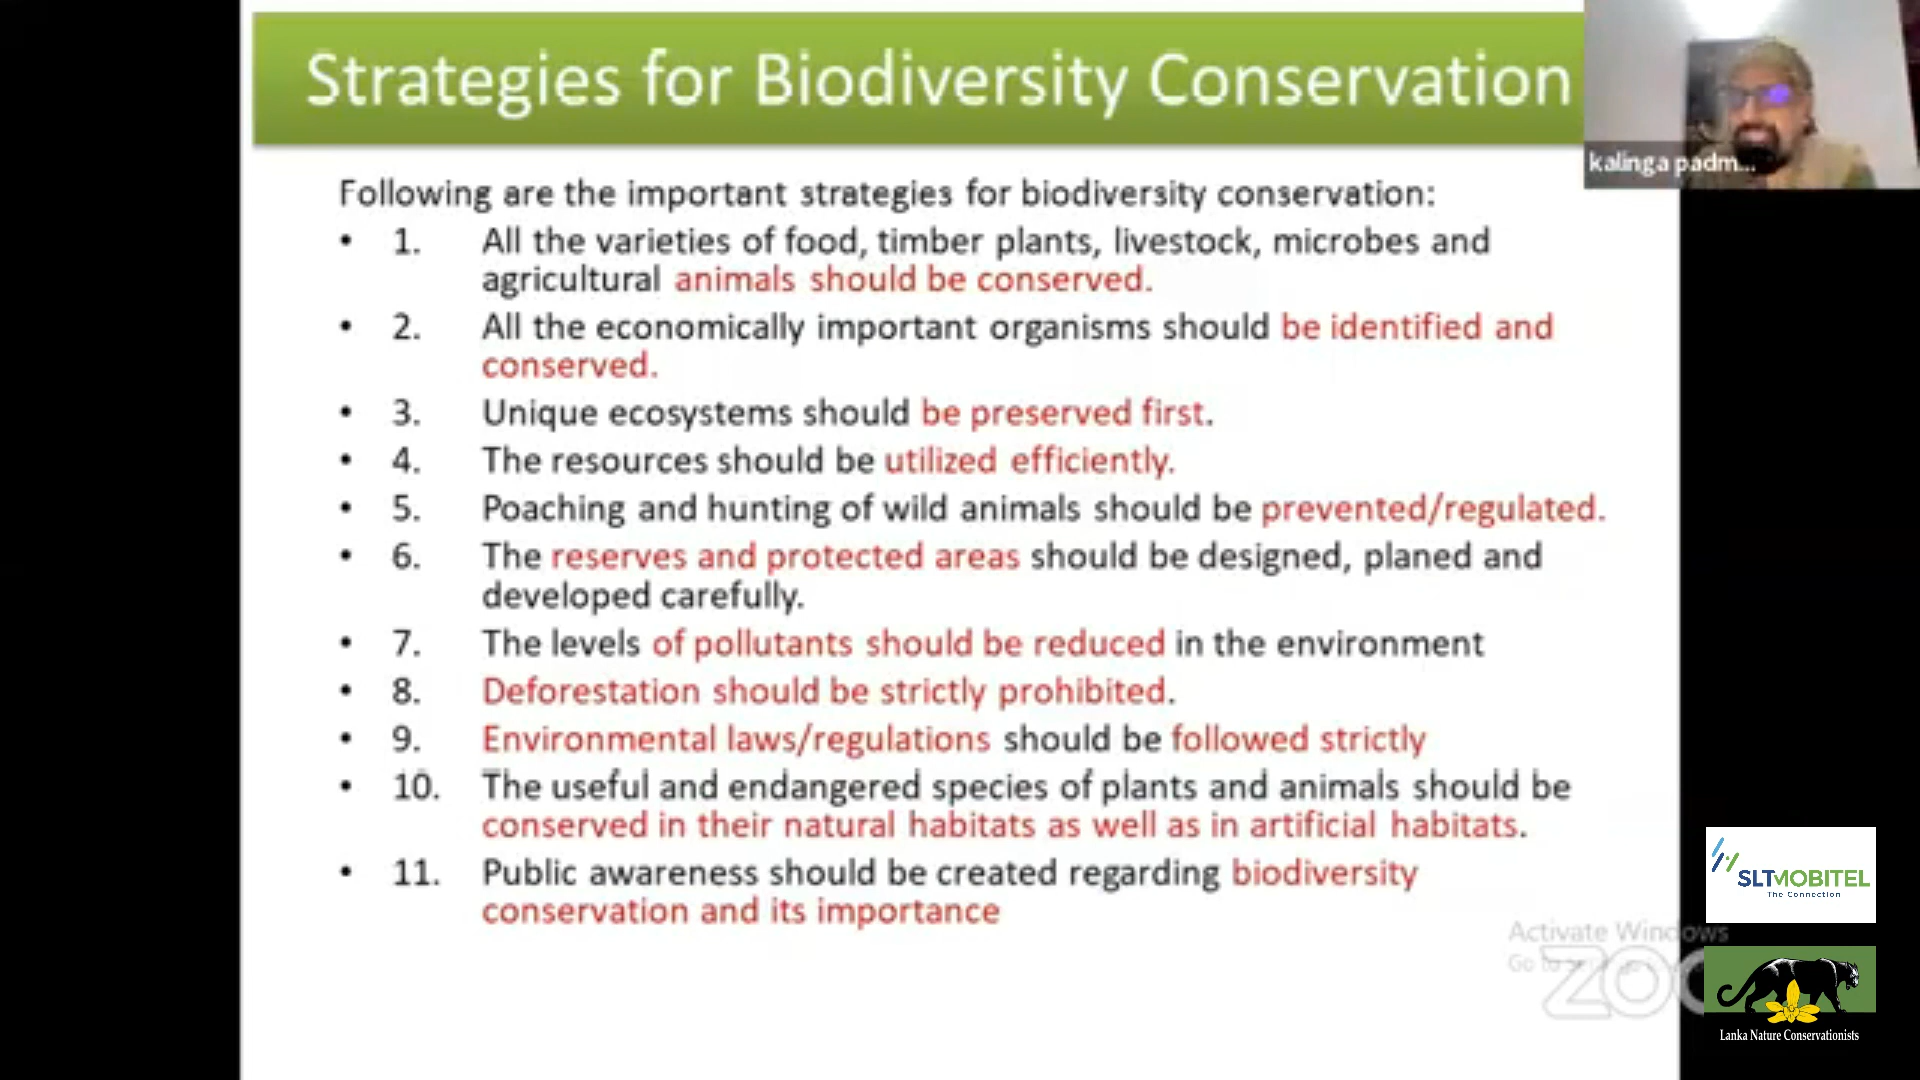 Strategies for Biodiversity Conservation
kalinga padm...
Following are the important strategies for biodiversity conservation:
• 1. All the varieties of food, timber plants, livestock, microbes and
agricultural animals should be conserved.
• 2. All the economically important organisms should be identified and
conserved.
• 3. Unique ecosystems should be preserved first.
• 4. The resources should be utilized efficiently.
• 5. Poaching and hunting of wild animals should be prevented/regulated.
• 6. The reserves and protected areas should be designed, planed and
developed carefully.
• 7. The levels of pollutants should be reduced in the environment
• 8. Deforestation should be strictly prohibited.
• 9. Environmental laws/regulations should be followed strictly
• 10. The useful and endangered species of plants and animals should be
conserved in their natural habitats as well as in artificial habitats.
• 11. Public awareness should be created regarding biodiversity
conservation and its importance
SLTMOBITEL
The Connection
Activate Windows
Go to
Lanka Nature Conservationists